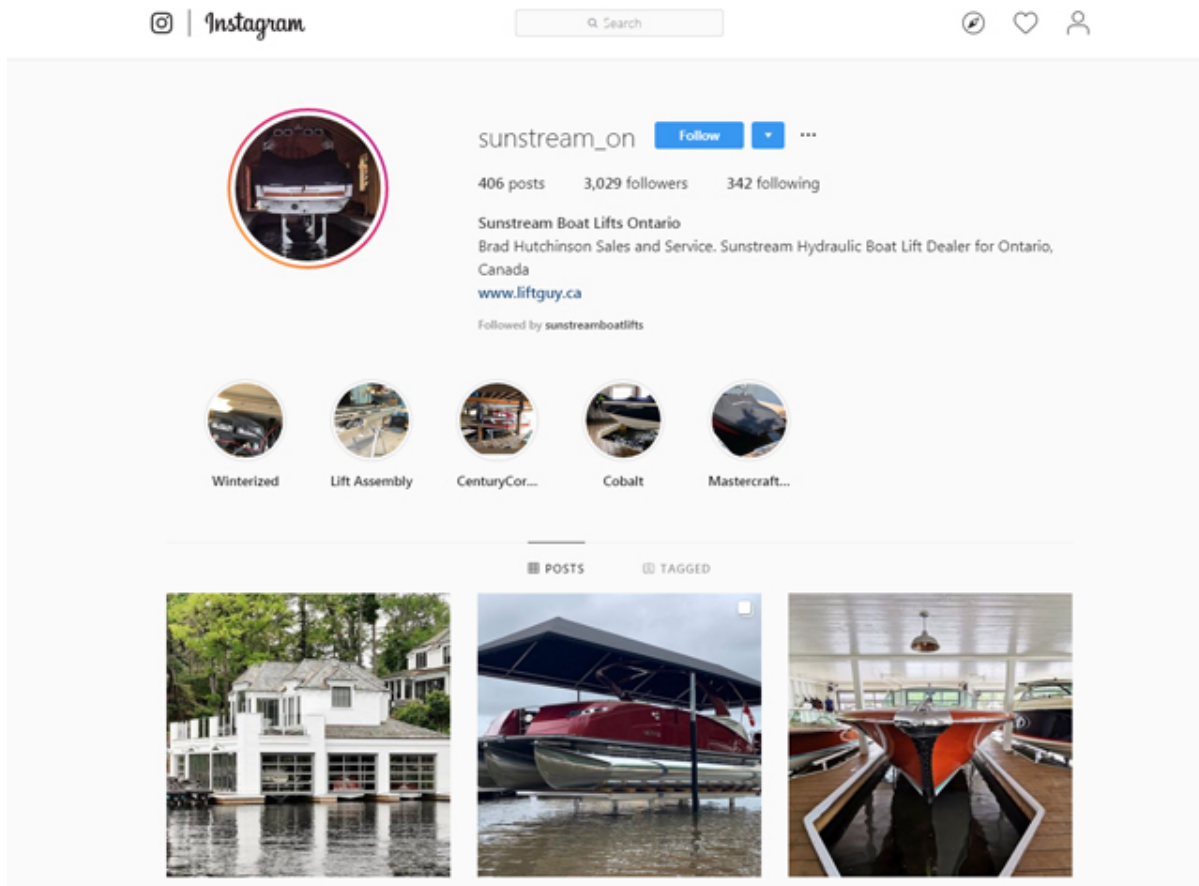 Instagram
Search
sunstream_on Follow
406 posts 3,029 followers 342 following
Sunstream Boat Lifts Ontario
Brad Hutchinson Sales and Service. Sunstream Hydraulic Boat Lift Dealer for Ontario,
Canada
www.liftguy.ca
Followed by sunstreamboatlifts
Winterized Lift Assembly CenturyCor... Cobalt Mastercraft...
POSTS TAGGED